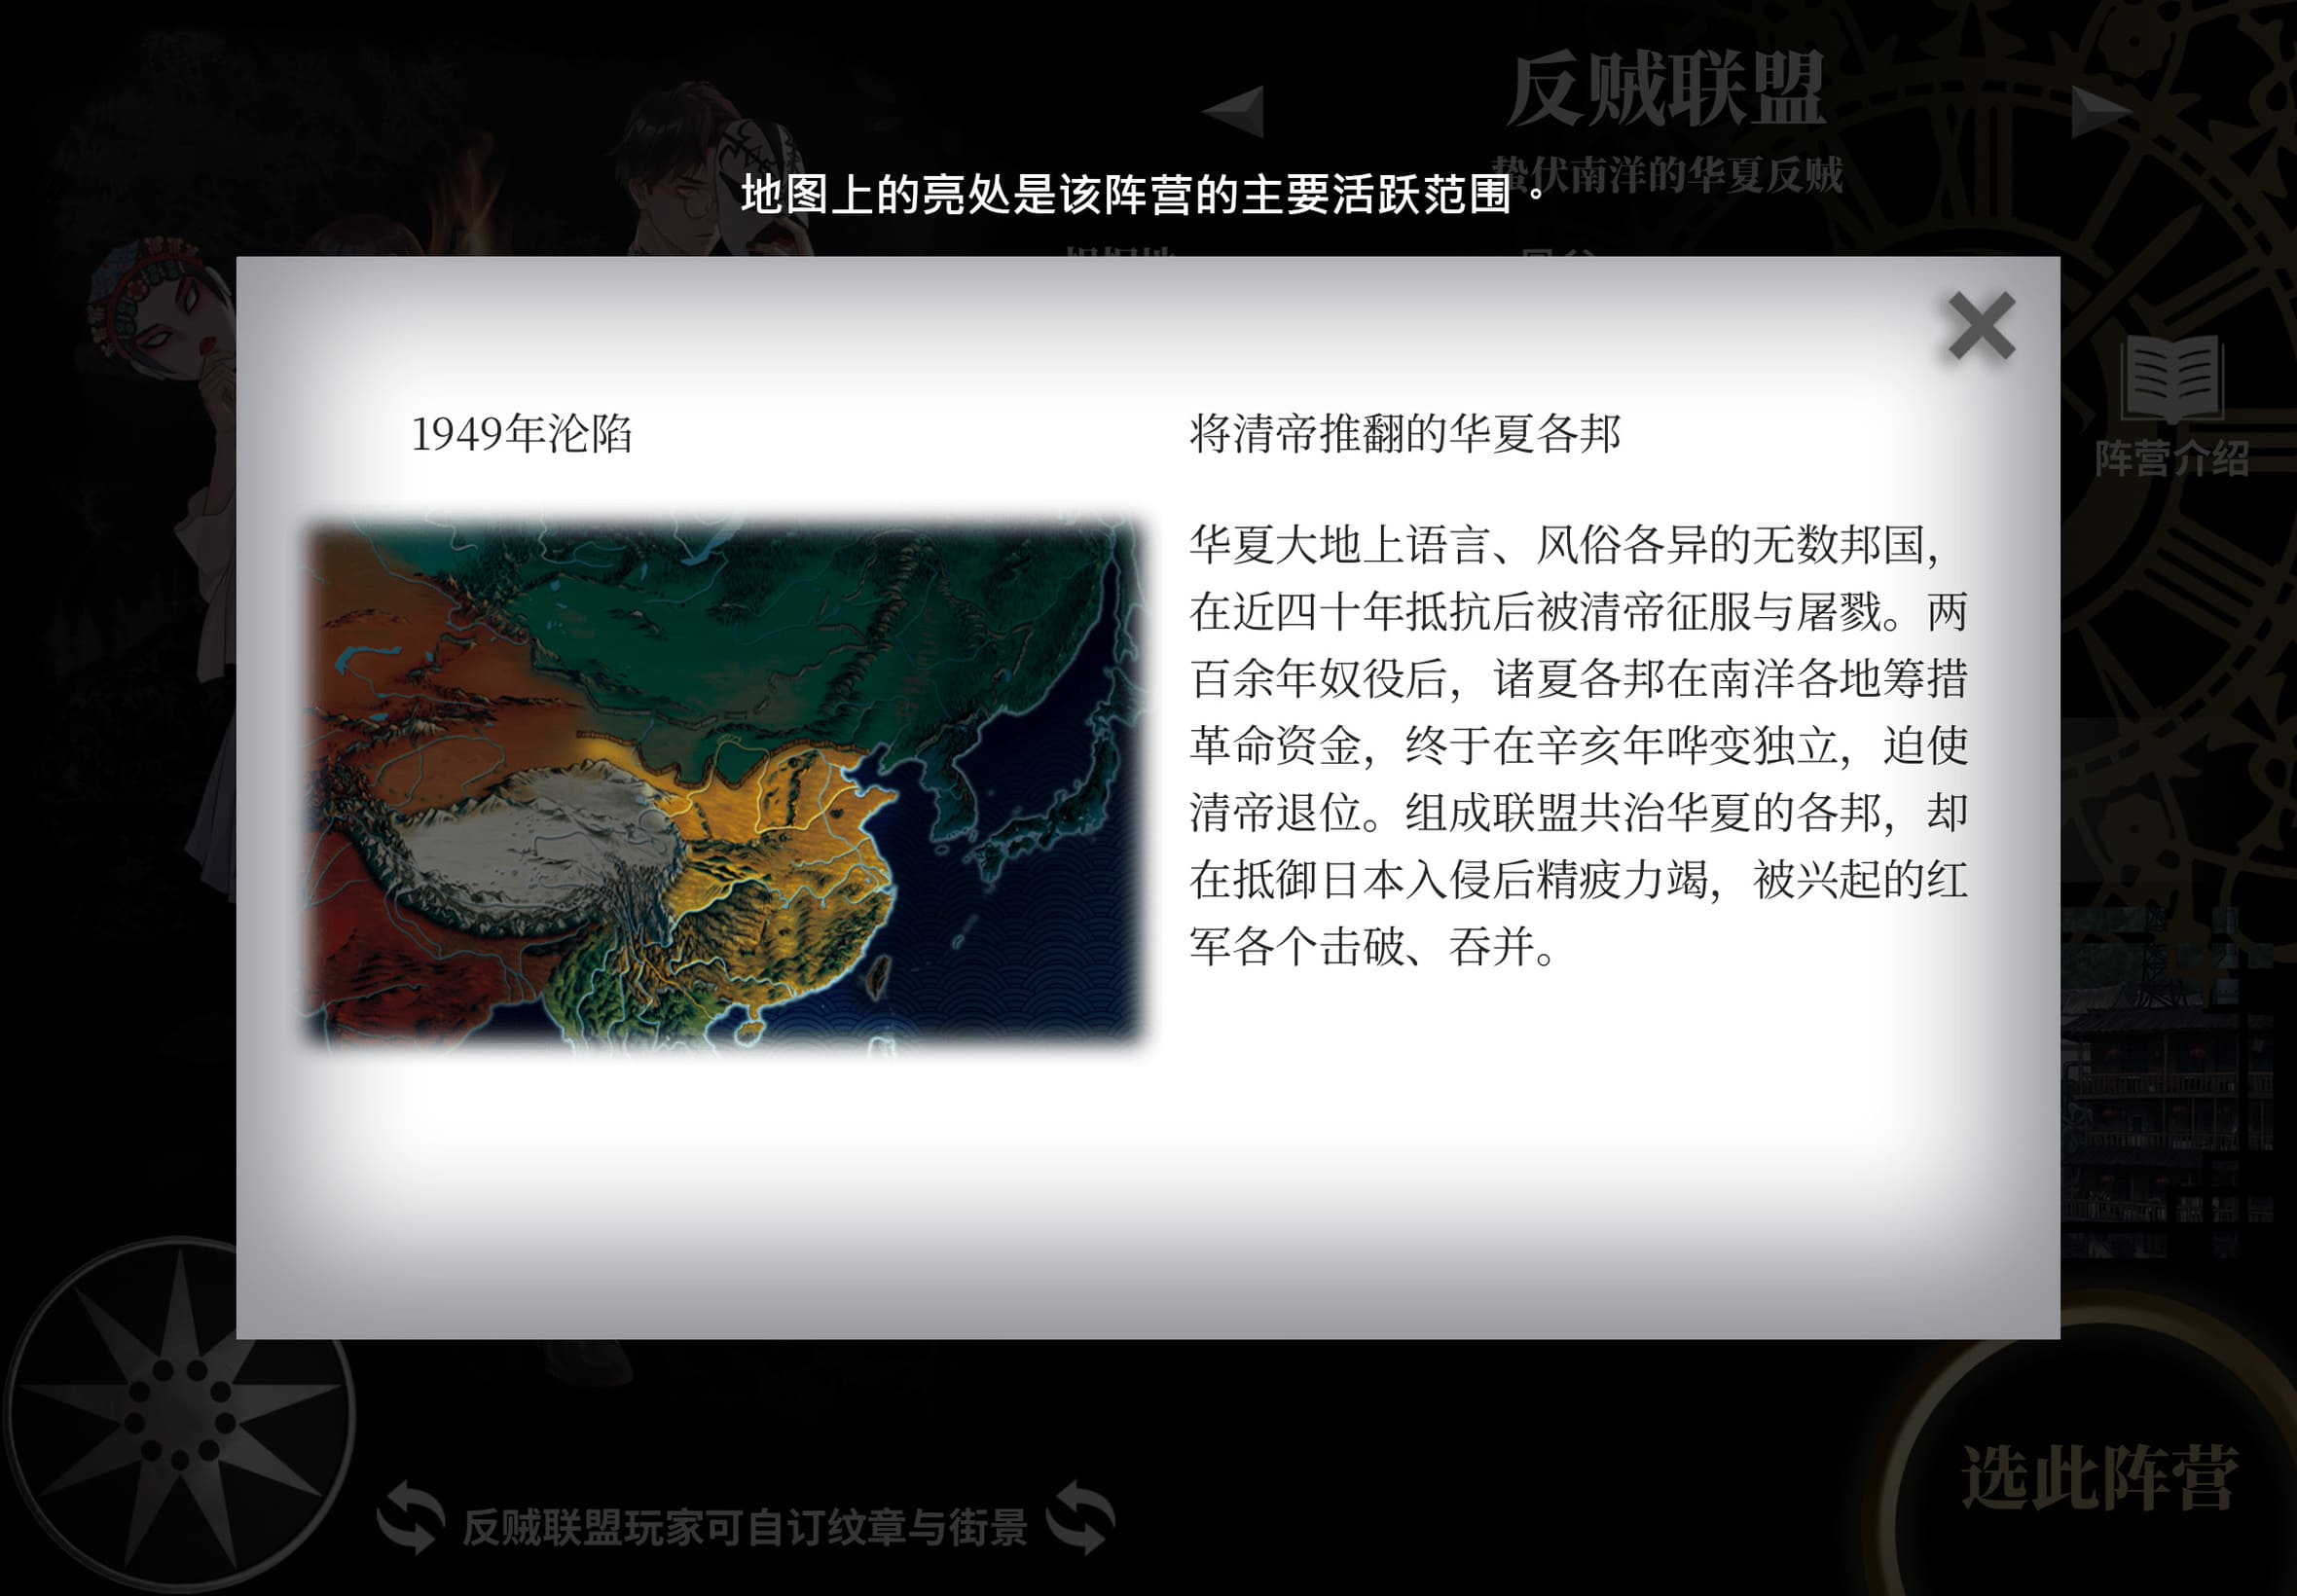 反贼联盟
蛰伏南洋的华夏反贼
地图上的亮处是该阵营的主要活跃范围。
1949年沦陷
将清帝推翻的华夏各邦
华夏大地上语言、风俗各异的无数邦国，
在近四十年抵抗后被清帝征服与屠戮。两
百余年奴役后，诸夏各邦在南洋各地筹措
革命资金，终于在辛亥年哗变独立，迫使
清帝退位。组成联盟共治华夏的各邦，却
在抵御日本入侵后精疲力竭，被兴起的红
军各个击破、吞并。
阵营介绍
反贼联盟玩家可自订纹章与街景
选此阵营